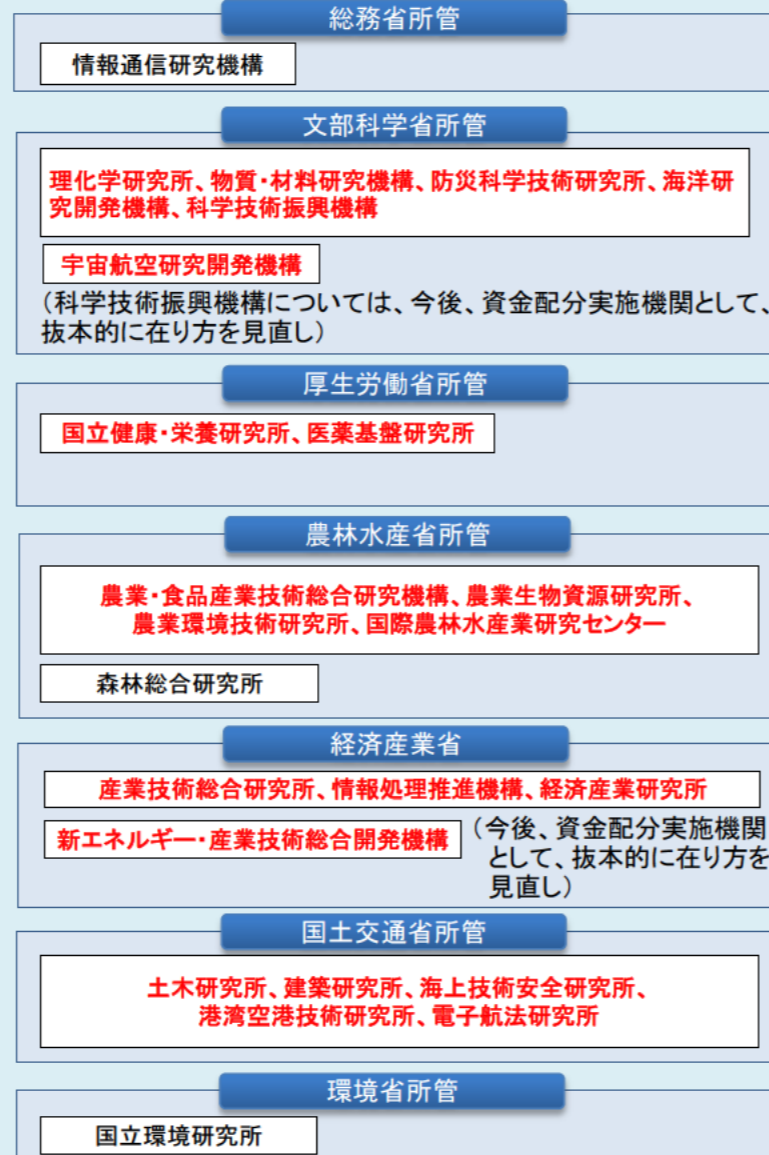 総務省所管
情報通信研究機構
文部科学省所管
理化学研究所、物質・材料研究機構、防災科学技術研究所、海洋研
究開発機構、科学技術振興機構
宇宙航空研究開発機構
（科学技術振興機構については、今後、資金配分実施機関として、
抜本的に在り方を見直し）
厚生労働省所管
国立健康・栄養研究所、医薬基盤研究所
農林水産省所管
農業・食品産業技術総合研究機構、農業生物資源研究所、
農業環境技術研究所、国際農林水産業研究センター
森林総合研究所
経済産業省
産業技術総合研究所、情報処理推進機構、経済産業研究所
新エネルギー・産業技術総合開発機構
（今後、資金配分実施機関
として、抜本的に在り方を
見直し）
国土交通省所管
土木研究所、建築研究所、海上技術安全研究所、
港湾空港技術研究所、電子航法研究所
環境省所管
国立環境研究所